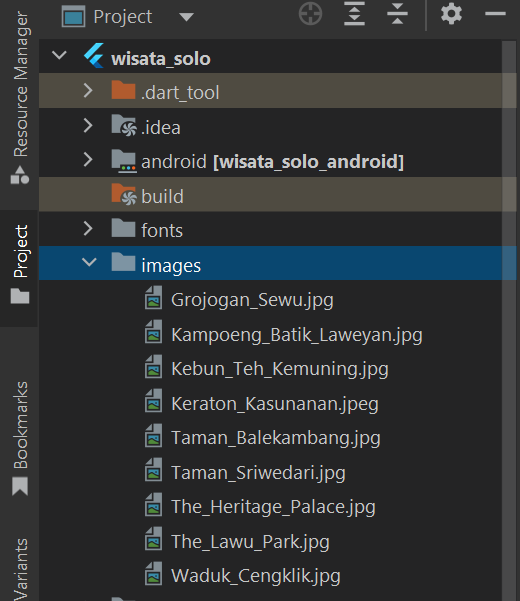 Resource Manager
Project
Bookmarks
Variants
Project
wisata_solo
.dart_tool
.idea
android [wisata_solo_android]
build
fonts
images
Grojogan_Sewu.jpg
Kampoeng_Batik_Laweyan.jpg
Kebun_Teh_Kemuning.jpg
Keraton_Kasunanan.jpeg
Taman_Balekambang.jpg
Taman_Sriwedari.jpg
The_Heritage_Palace.jpg
The_Lawu_Park.jpg
Waduk_Cengklik.jpg